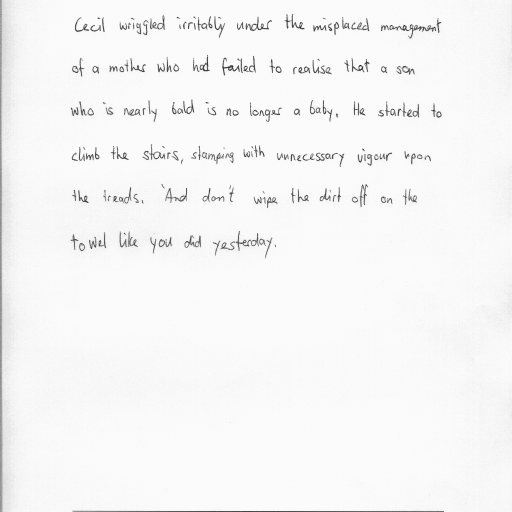 Cecil wriggled irritably under the misplaced management
of a mother who had failed to realise that a son
who is nearly bald is no longer a baby. He started to
climb the stairs, stamping with unnecessary vigour upon
the treads. 'And don't wipe the dirt off on the
towel like you did yesterday.